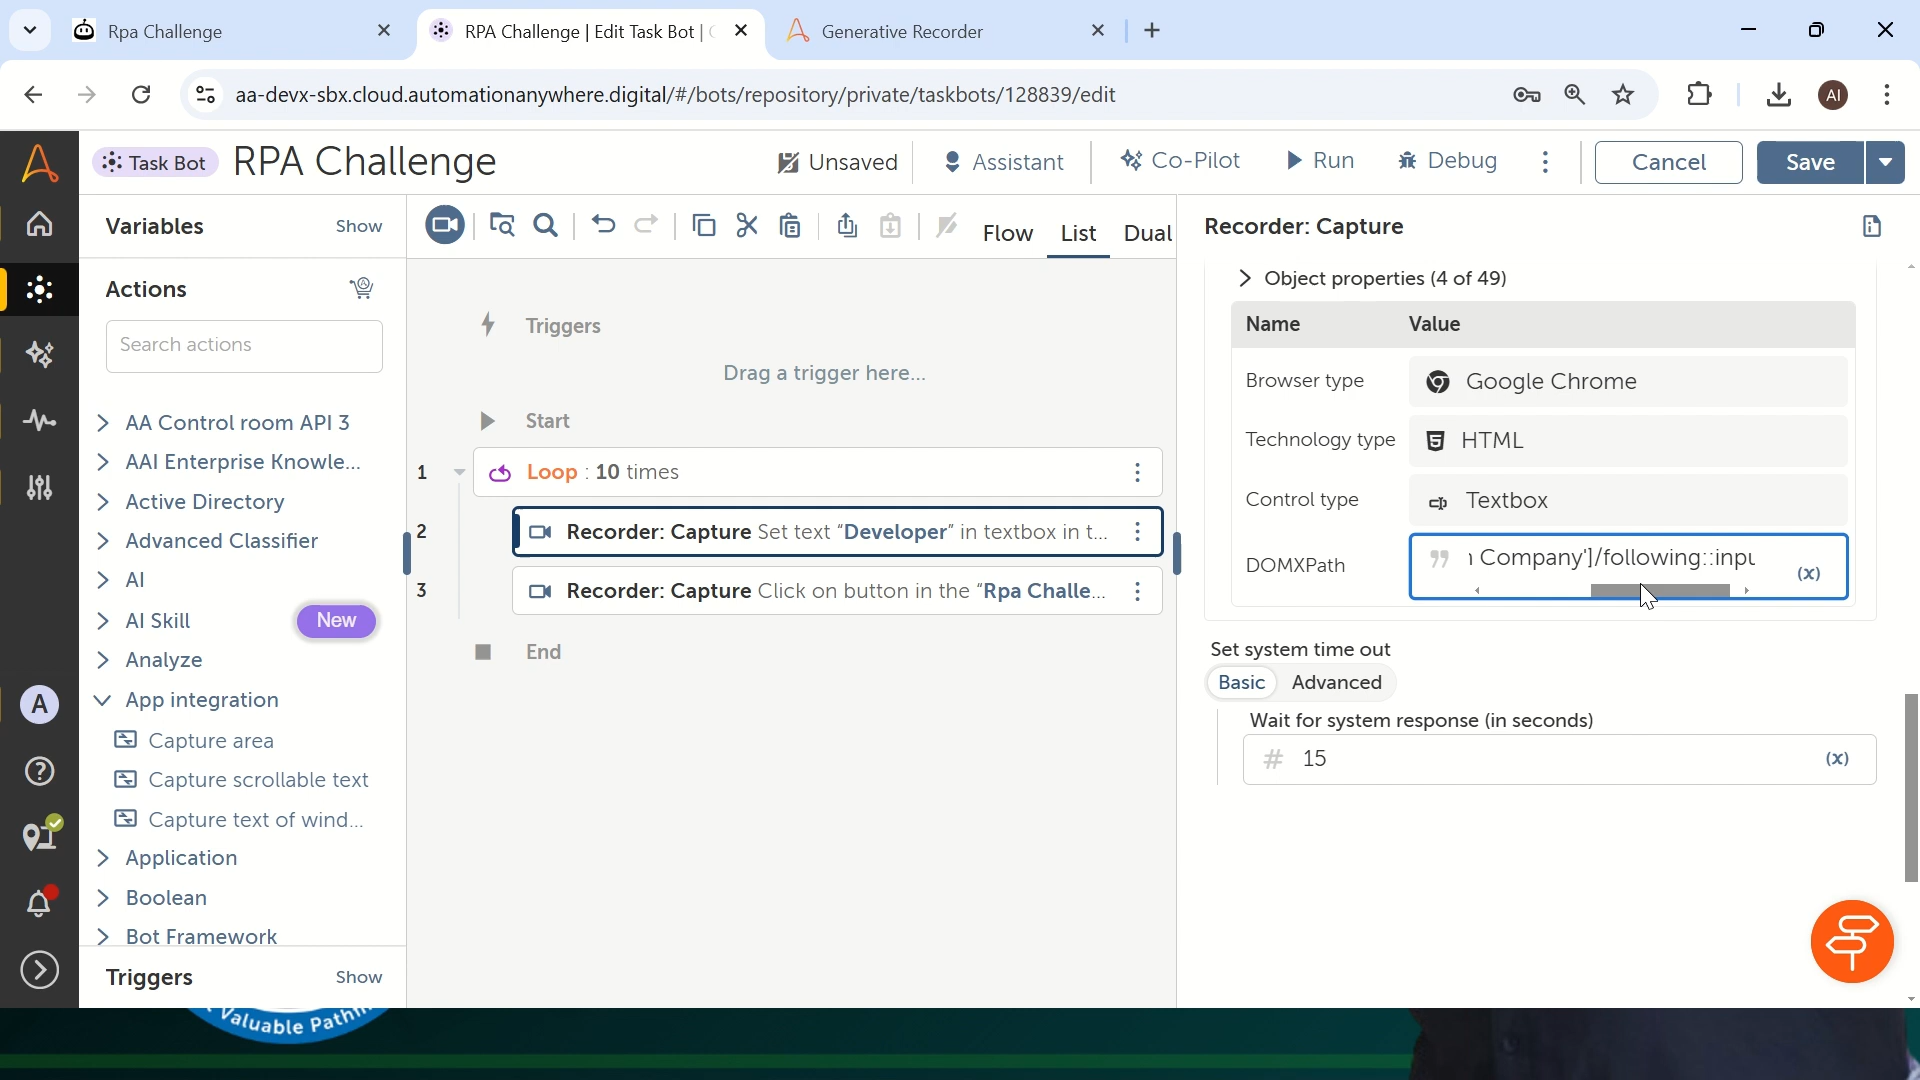 Rpa Challenge
RPA Challenge | Edit Task Bot |
Generative Recorder
aa-devx-sbx.cloud.automationanywhere.digital/#/bots/repository/private/taskbots/128839/edit
AI
Task Bot
RPA Challenge
Unsaved
Assistant
Co-Pilot
Run
Debug
Cancel
Save
Variables
Show
Flow
List
Dual
Recorder: Capture
Actions
Search actions
AA Control room API 3
AAI Enterprise Knowle...
Active Directory
Advanced Classifier
AI
AI Skill
New
Analyze
App integration
Capture area
Capture scrollable text
Capture text of wind...
Application
Boolean
Bot Framework
Triggers
Show
A
Triggers
Drag a trigger here...
Start
1
Loop : 10 times
2
Recorder: Capture Set text “Developer” in textbox in t...
3
Recorder: Capture Click on button in the “Rpa Challe...
End
Object properties (4 of 49)
Name Value
Browser type Google Chrome
Technology type HTML
Control type Textbox
DOMXPath Company']/following::inpu (x)
Set system time out
Basic Advanced
Wait for system response (in seconds)
# 15 (x)
Valuable